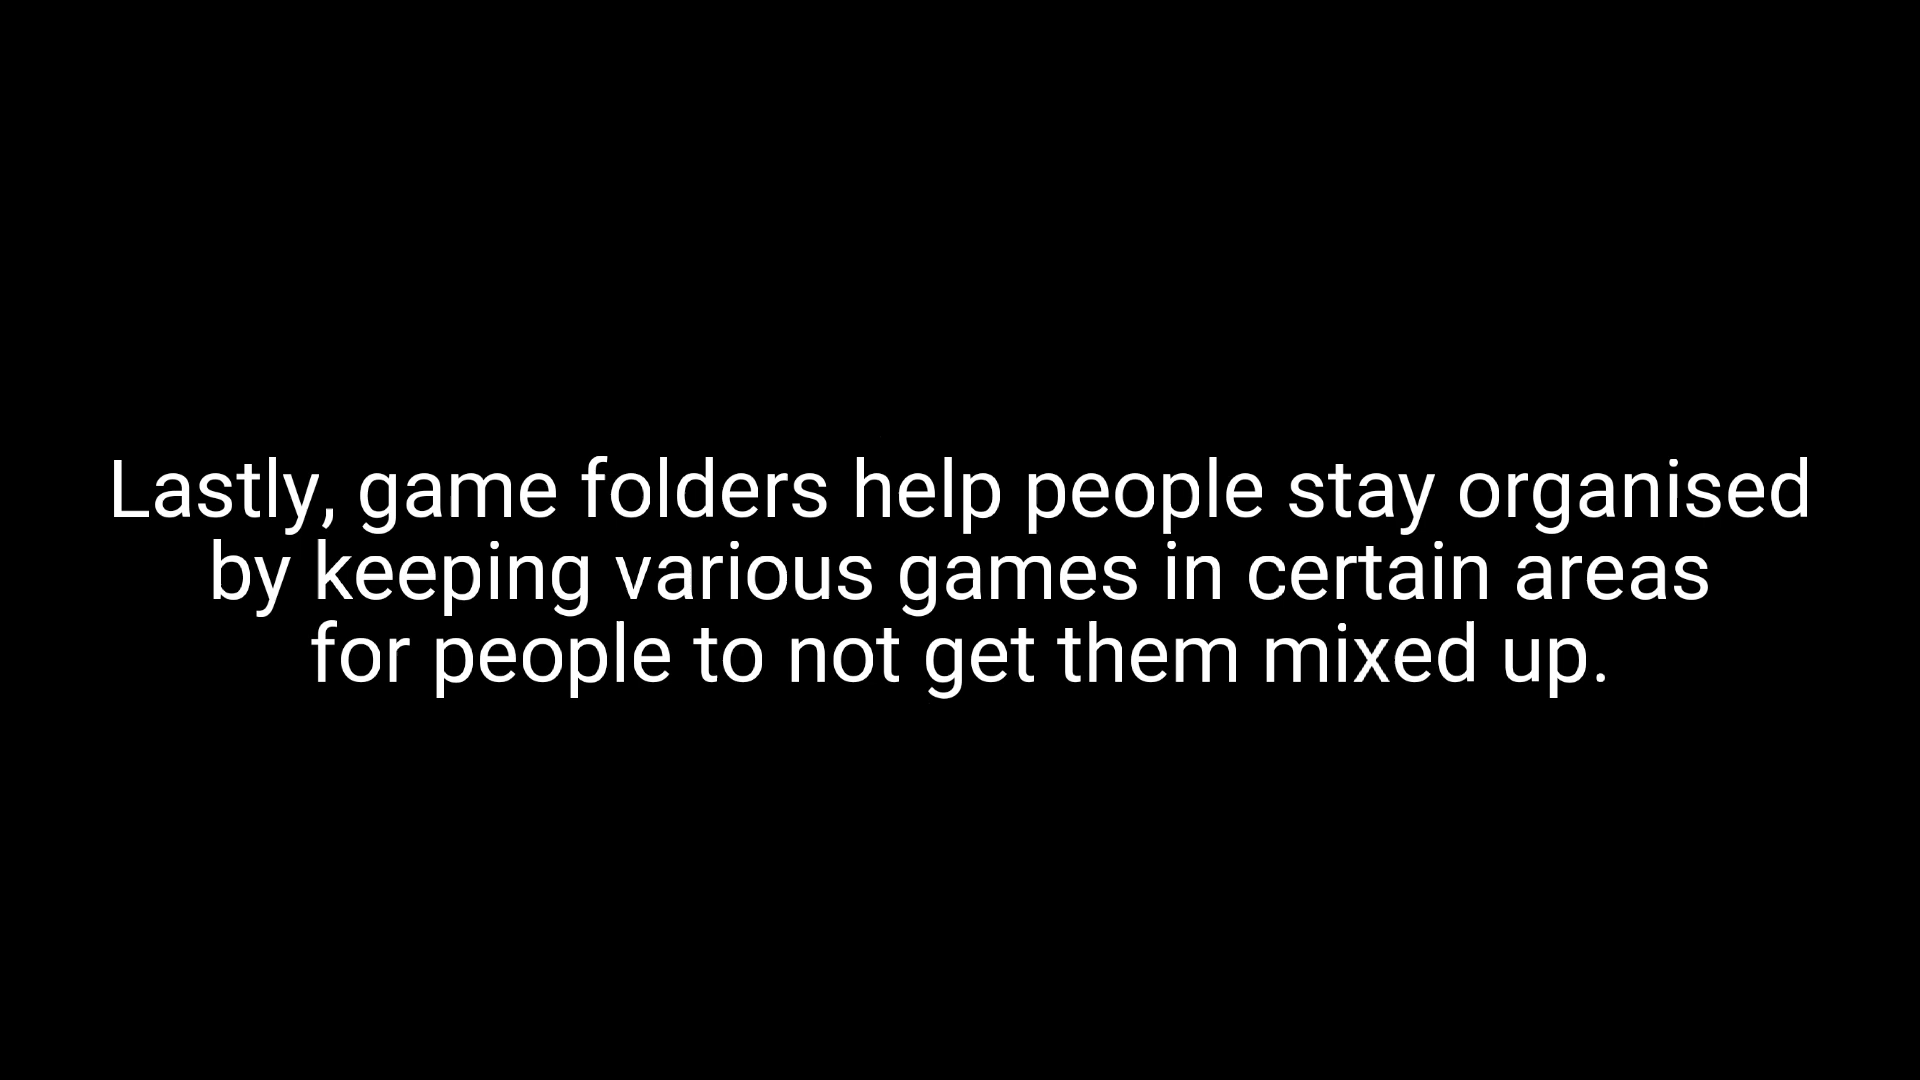 Lastly, game folders help people stay organised
by keeping various games in certain areas
for people to not get them mixed up.